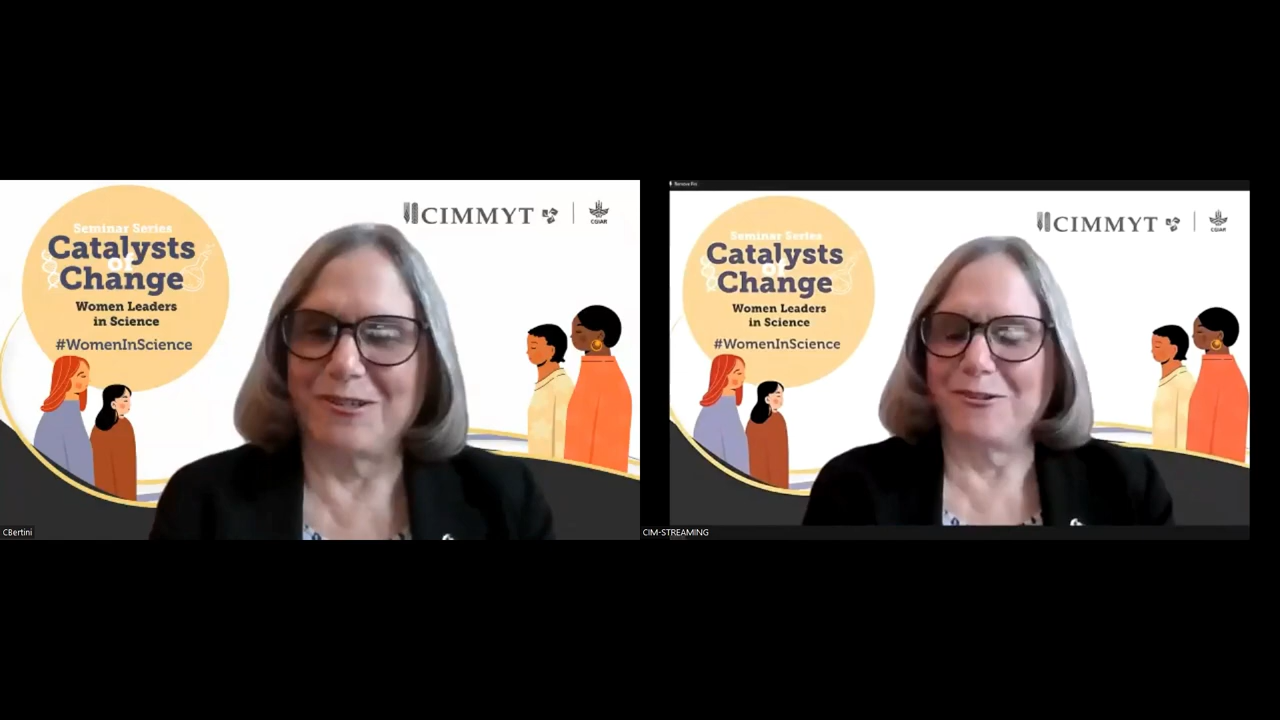 Seminar Series
Catalysts
of
Change
Women Leaders
in Science
#WomenInScience
CIMMYT
CGIAR
CBertini
Seminar Series
Catalysts
of
Change
Women Leaders
in Science
#WomenInScience
CIMMYT
CGIAR
CIM-STREAMING